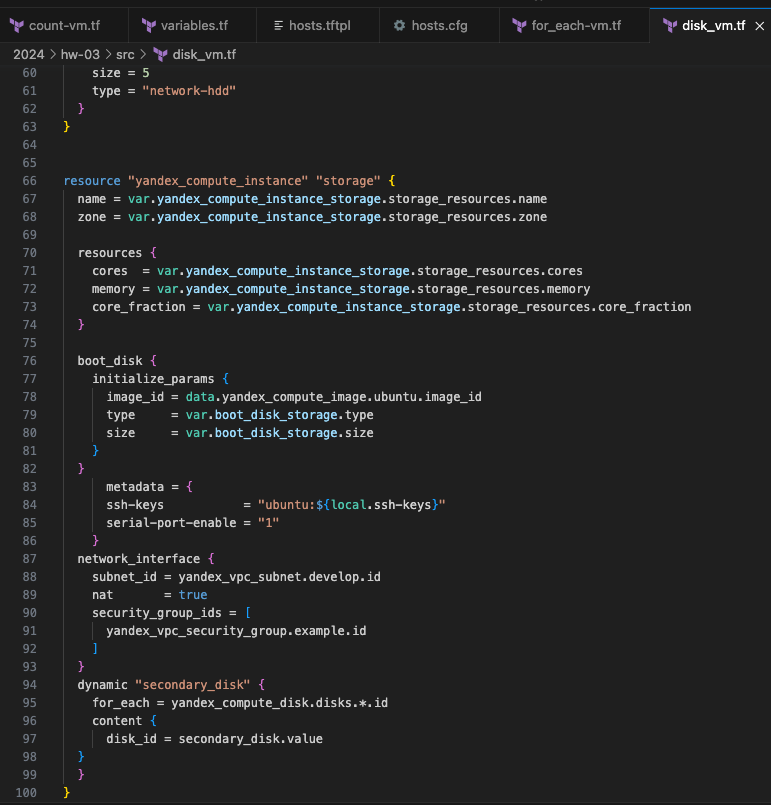 count-vm.tf variables.tf hosts.tftpl hosts.cfg for_each-vm.tf disk_vm.tf ×
2024 > hw-03 > src > disk_vm.tf
60 size = 5
61 type = "network-hdd"
62 }
63 }
64
65
66 resource "yandex_compute_instance" "storage" {
67 name = var.yandex_compute_instance_storage.storage_resources.name
68 zone = var.yandex_compute_instance_storage.storage_resources.zone
69
70 resources {
71 cores  = var.yandex_compute_instance_storage.storage_resources.cores
72 memory = var.yandex_compute_instance_storage.storage_resources.memory
73 core_fraction = var.yandex_compute_instance_storage.storage_resources.core_fraction
74 }
75
76 boot_disk {
77 initialize_params {
78 image_id = data.yandex_compute_image.ubuntu.image_id
79 type     = var.boot_disk_storage.type
80 size     = var.boot_disk_storage.size
81 }
82 }
83 metadata = {
84 ssh-keys           = "ubuntu:${local.ssh-keys}"
85 serial-port-enable = "1"
86 }
87 network_interface {
88 subnet_id = yandex_vpc_subnet.develop.id
89 nat       = true
90 security_group_ids = [
91 yandex_vpc_security_group.example.id
92 ]
93 }
94 dynamic "secondary_disk" {
95 for_each = yandex_compute_disk.disks.*.id
96 content {
97 disk_id = secondary_disk.value
98 }
99 }
100 }